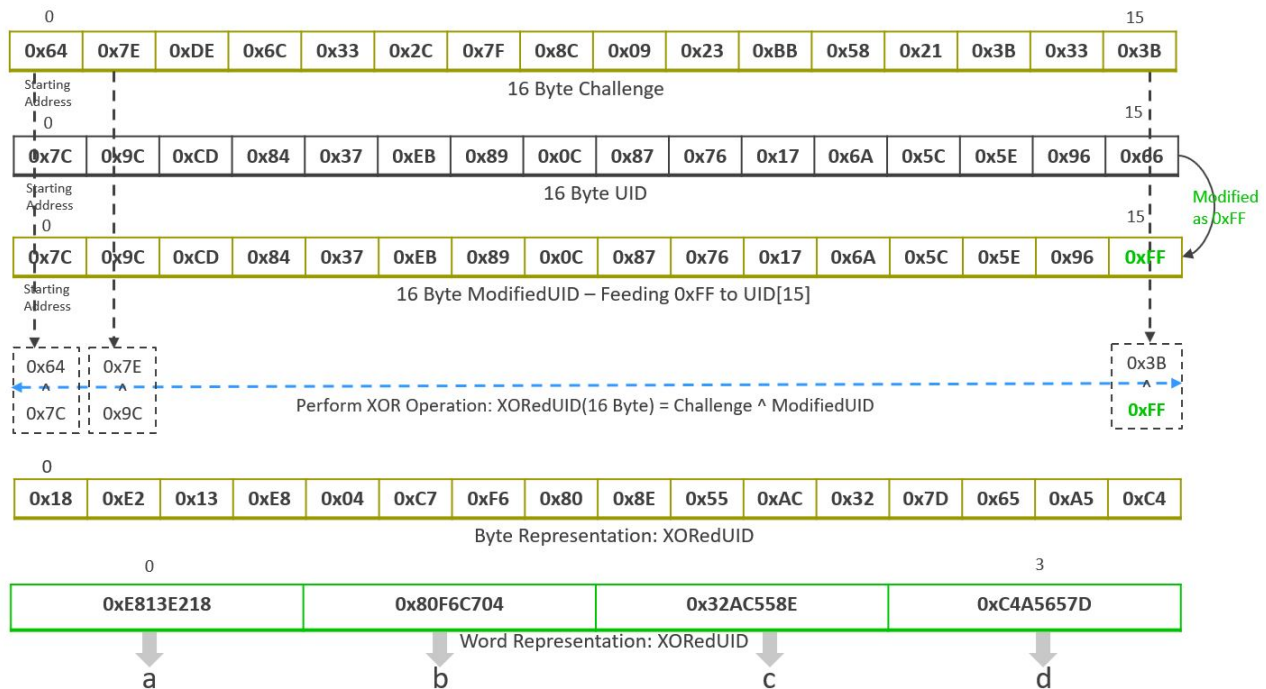 0 15
0x64 0x7E 0xDE 0x6C 0x33 0x2C 0x7F 0x8C 0x09 0x23 0xBB 0x58 0x21 0x3B 0x33 0x3B
Starting
Address
16 Byte Challenge
0 15
0x7C 0x9C 0xCD 0x84 0x37 0xEB 0x89 0x0C 0x87 0x76 0x17 0x6A 0x5C 0x5E 0x96 0x66
Starting
Address
16 Byte UID
Modified
as 0xFF
0 15
0x7C 0x9C 0xCD 0x84 0x37 0xEB 0x89 0x0C 0x87 0x76 0x17 0x6A 0x5C 0x5E 0x96 0xFF
Starting
Address
16 Byte ModifiedUID – Feeding 0xFF to UID[15]
0x64 0x7E 0x3B
^ ^ ^
0x7C 0x9C 0xFF
Perform XOR Operation: XORedUID(16 Byte) = Challenge ^ ModifiedUID
0
0x18 0xE2 0x13 0xE8 0x04 0xC7 0xF6 0x80 0x8E 0x55 0xAC 0x32 0x7D 0x65 0xA5 0xC4
Byte Representation: XORedUID
0 3
0xE813E218 0x80F6C704 0x32AC558E 0xC4A5657D
Word Representation: XORedUID
a b c d